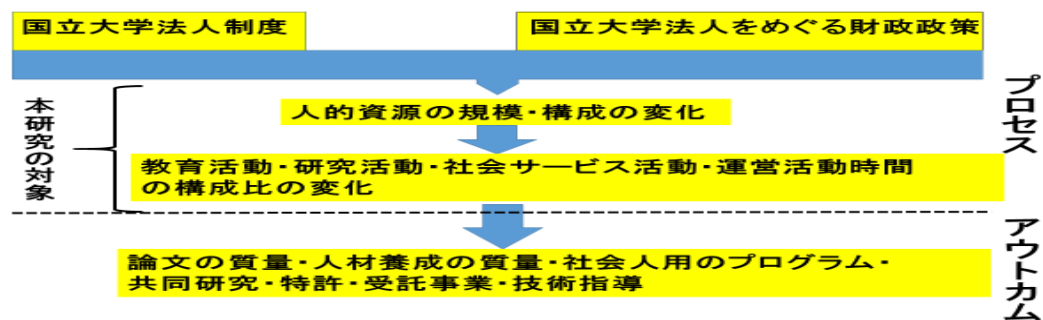 国立大学法人制度
国立大学法人をめぐる財政政策
人的資源の規模・構成の変化
教育活動・研究活動・社会サービス活動・運営活動時間
の構成比の変化
論文の質量・人材養成の質量・社会人用のプログラム・
共同研究・特許・受託事業・技術指導
本研究の対象
プロセス
アウトカム